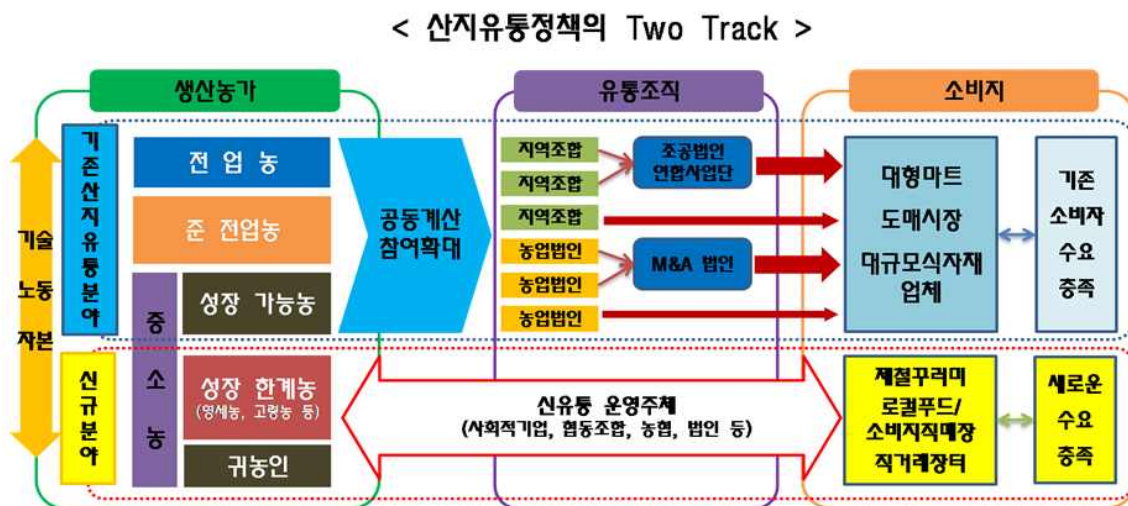 < 산지유통정책의 Two Track >
생산농가
유통조직
소비지
기술
노동
자본
기존산지유통분야
전 업 농
준 전업농
중소농
성장 가능농
공동계산
참여확대
지역조합
지역조합
지역조합
농업법인
농업법인
농업법인
조공법인
연합사업단
M&A 법인
대형마트
도매시장
대규모식자재
업체
기존
소비자
수요
충족
신규분야
성장 한계농
(영세농, 고령농 등)
귀농인
신유통 운영주체
(사회적기업, 협동조합, 농협, 법인 등)
제철꾸러미
로컬푸드/
소비지직매장
직거래장터
새로운
수요
충족